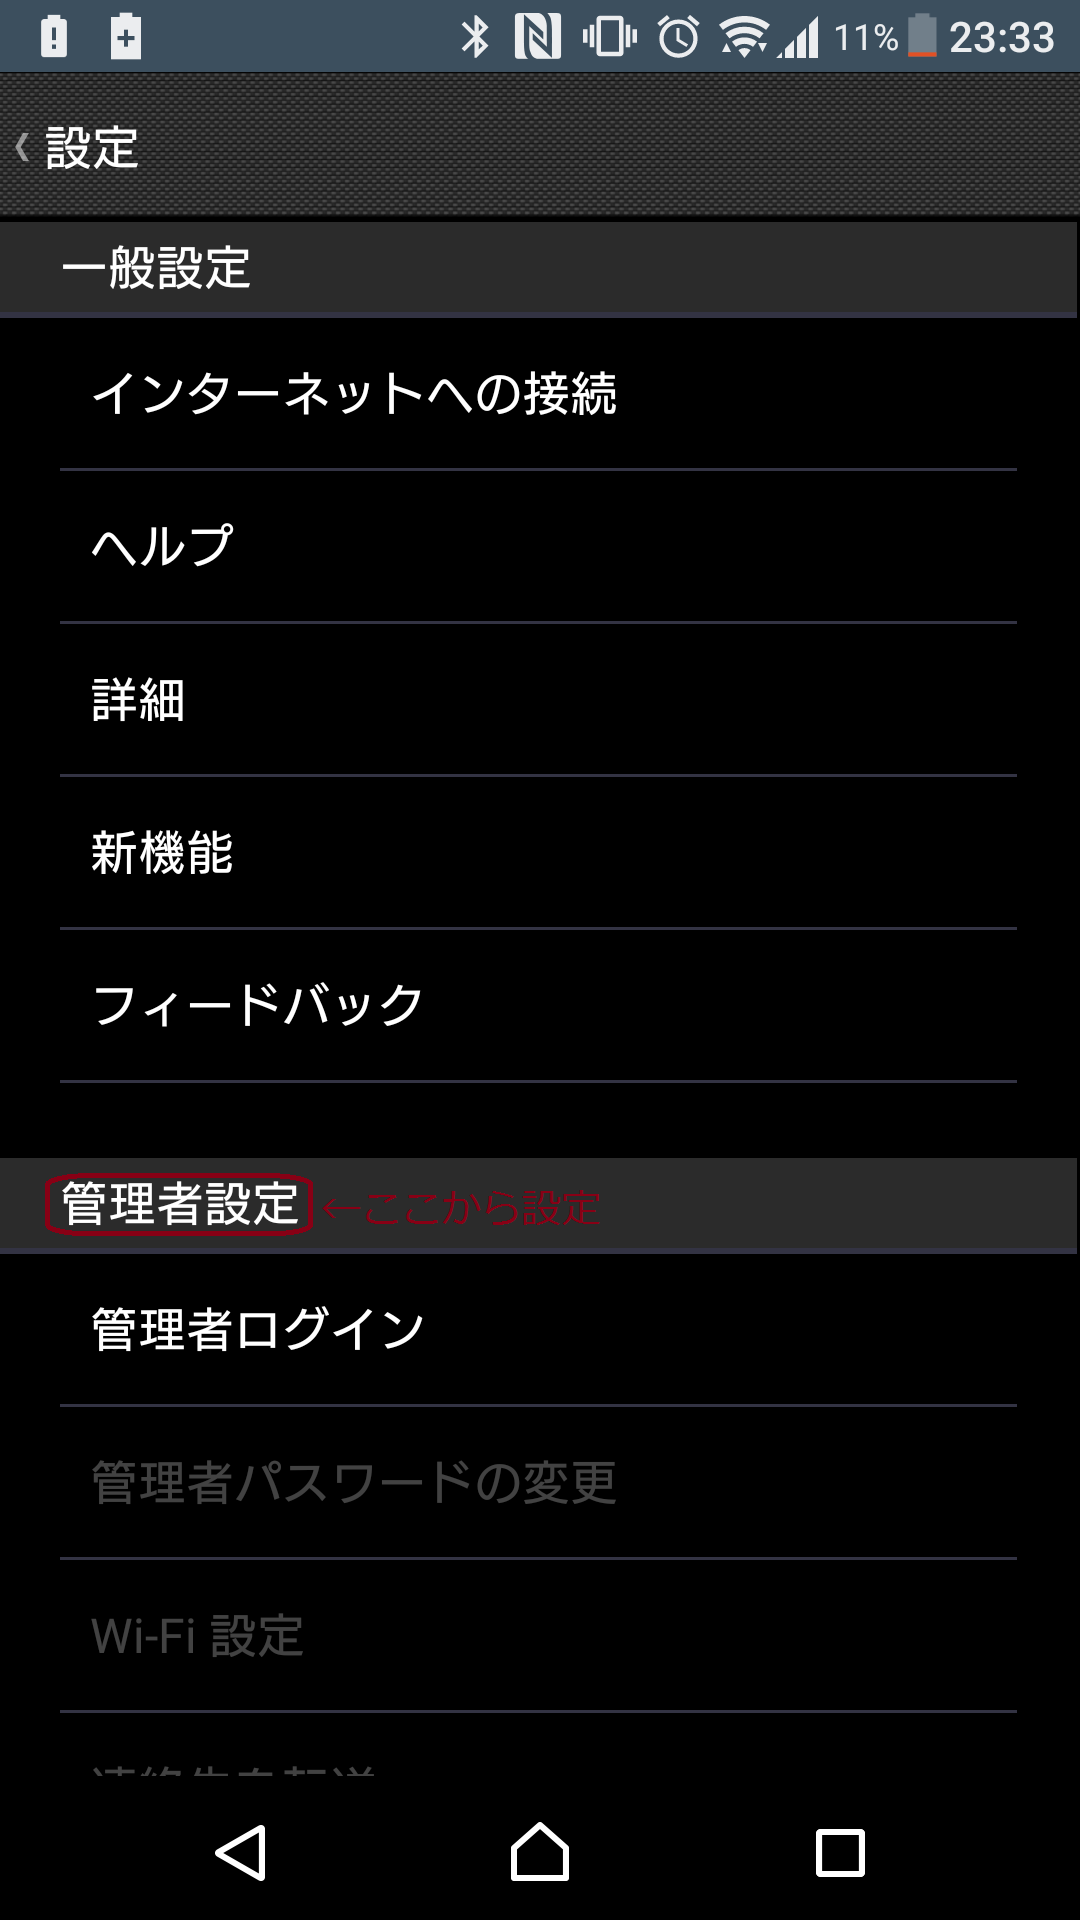 11% 23:33
設定
一般設定
インターネットへの接続
ヘルプ
詳細
新機能
フィードバック
管理者設定 ←ここから設定
管理者ログイン
管理者パスワードの変更
Wi-Fi 設定